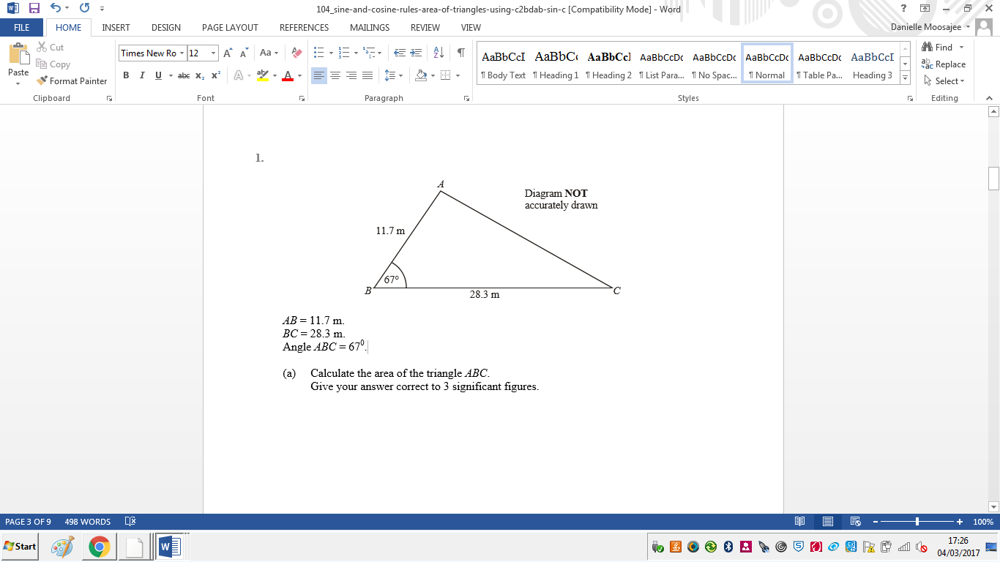 104_sine-and-cosine-rules-area-of-triangles-using-c2bdab-sin-c [Compatibility Mode] - Word
FILE HOME INSERT DESIGN PAGE LAYOUT REFERENCES MAILINGS REVIEW VIEW
Danielle Moosajee
Paste
Cut
Copy
Format Painter
Clipboard
Times New Ro 12
Font
Paragraph
AaBbCcI AaBbC AaBbCcI AaBbCcDc AaBbCcDc AaBbCcDc AaBbCcDc AaBbCcI
¶ Body Text ¶ Heading 1 ¶ Heading 2 ¶ List Para... ¶ No Spac... ¶ Normal ¶ Table Pa... Heading 3
Styles
Find
Replace
Select
Editing
1.
A
Diagram NOT
accurately drawn
11.7 m
67°
B
28.3 m
C
AB = 11.7 m.
BC = 28.3 m.
Angle ABC = 67⁰.
(a) Calculate the area of the triangle ABC.
Give your answer correct to 3 significant figures.
PAGE 3 OF 9 498 WORDS 100%
Start
17:26
04/03/2017